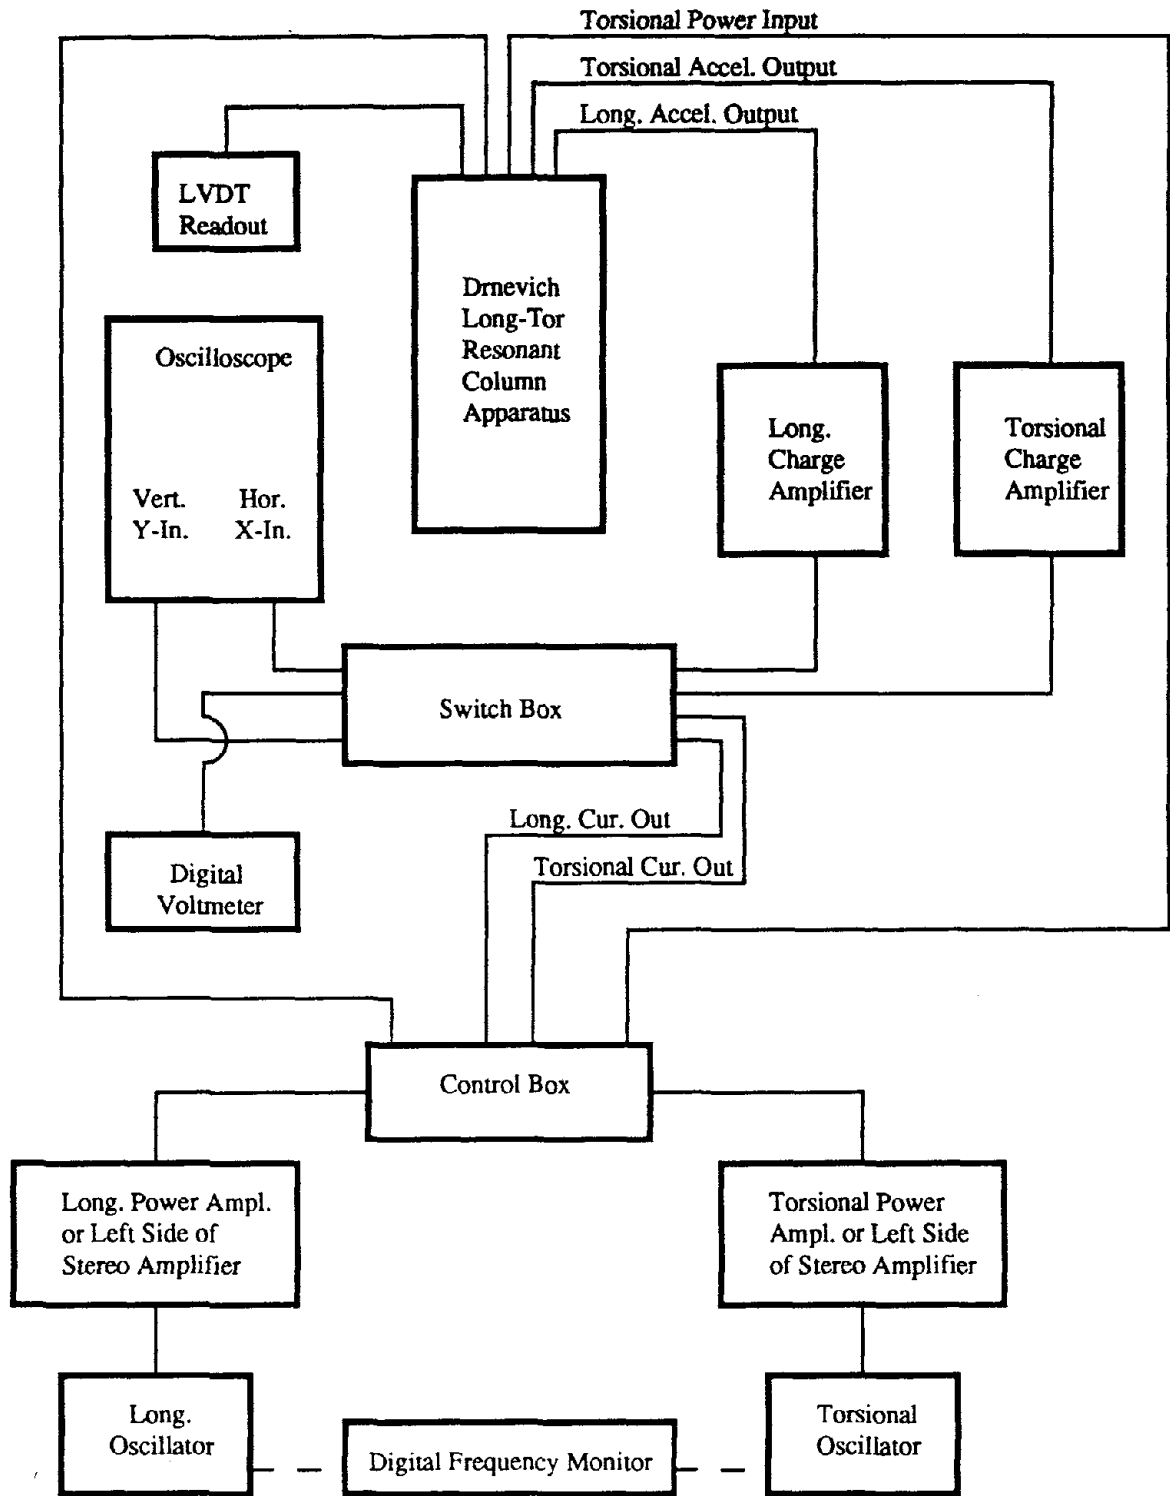 Torsional Power Input
Torsional Accel. Output
Long. Accel. Output
LVDT
Readout
Drnevich
Long-Tor
Resonant
Column
Apparatus
Oscilloscope
Vert. Hor.
Y-In. X-In.
Long.
Charge
Amplifier
Torsional
Charge
Amplifier
Switch Box
Long. Cur. Out
Torsional Cur. Out
Digital
Voltmeter
Control Box
Long. Power Ampl.
or Left Side of
Stereo Amplifier
Torsional Power
Ampl. or Left Side
of Stereo Amplifier
Long.
Oscillator
Digital Frequency Monitor
Torsional
Oscillator